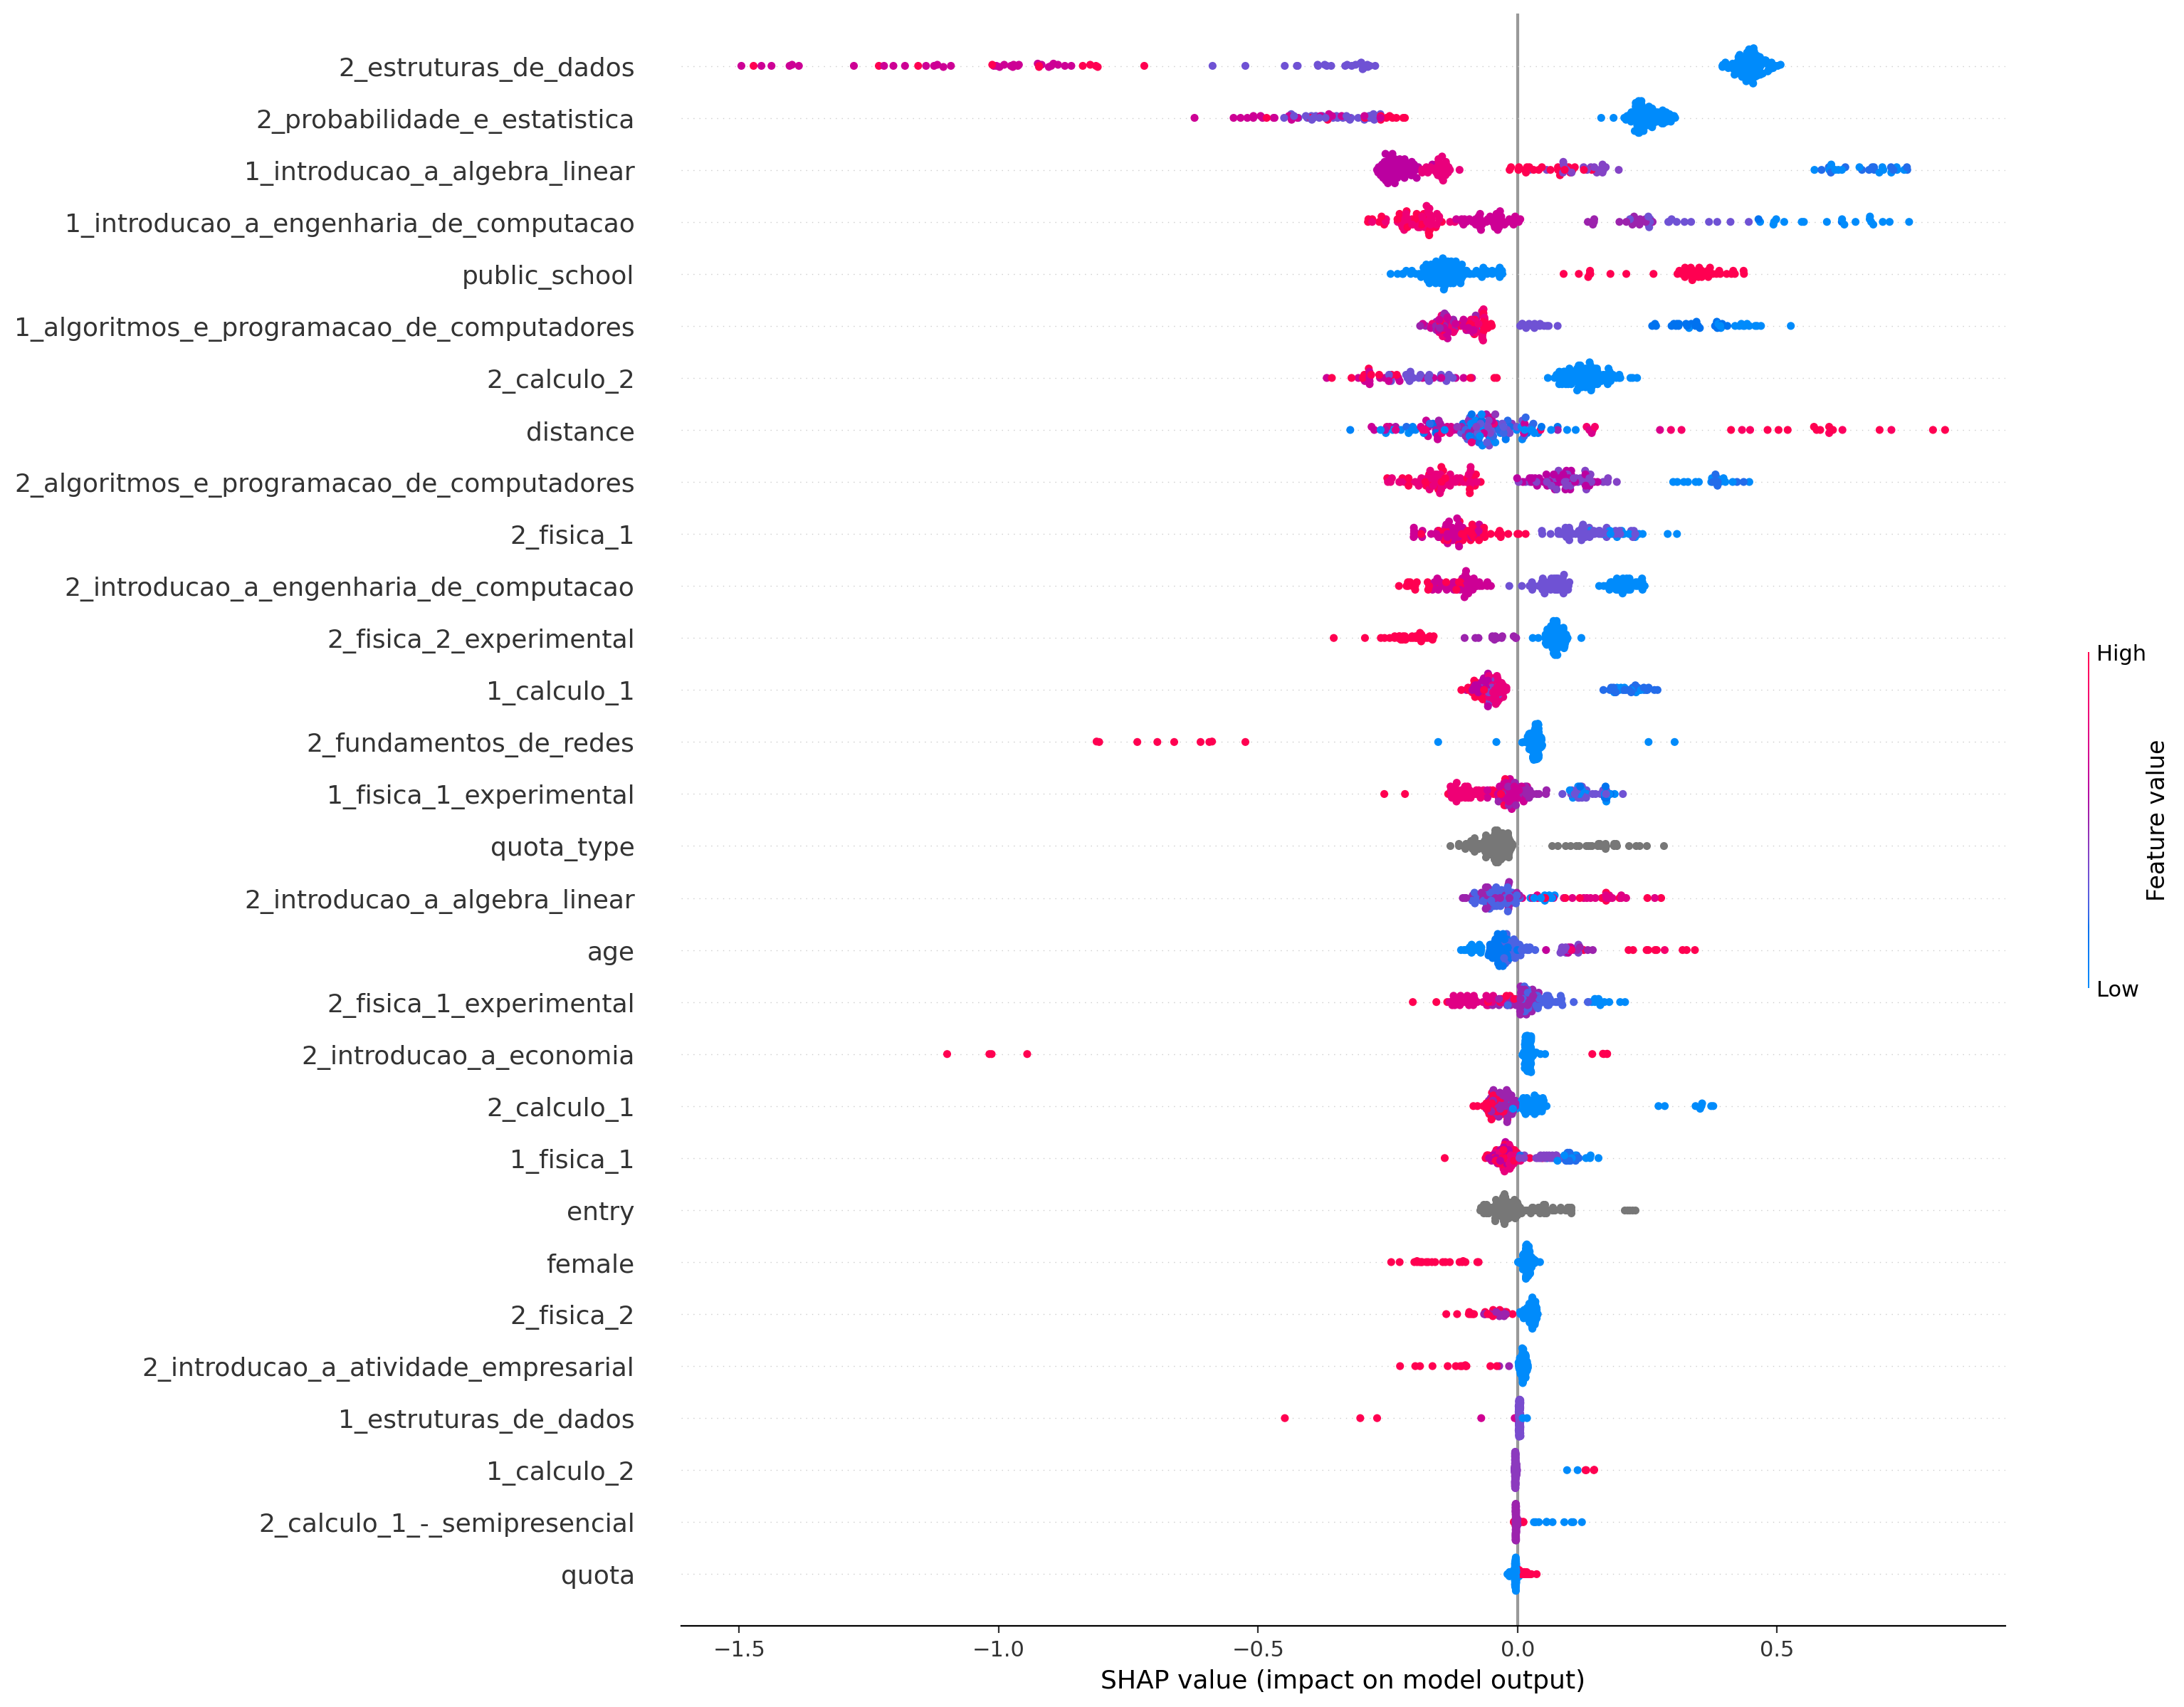 2_estruturas_de_dados
2_probabilidade_e_estatistica
1_introducao_a_algebra_linear
1_introducao_a_engenharia_de_computacao
public_school
1_algoritmos_e_programacao_de_computadores
2_calculo_2
distance
2_algoritmos_e_programacao_de_computadores
2_fisica_1
2_introducao_a_engenharia_de_computacao
2_fisica_2_experimental
1_calculo_1
2_fundamentos_de_redes
1_fisica_1_experimental
quota_type
2_introducao_a_algebra_linear
age
2_fisica_1_experimental
2_introducao_a_economia
2_calculo_1
1_fisica_1
entry
female
2_fisica_2
2_introducao_a_atividade_empresarial
1_estruturas_de_dados
1_calculo_2
2_calculo_1_-_semipresencial
quota
−1.5 −1.0 −0.5 0.0 0.5
SHAP value (impact on model output)
High
Feature value
Low